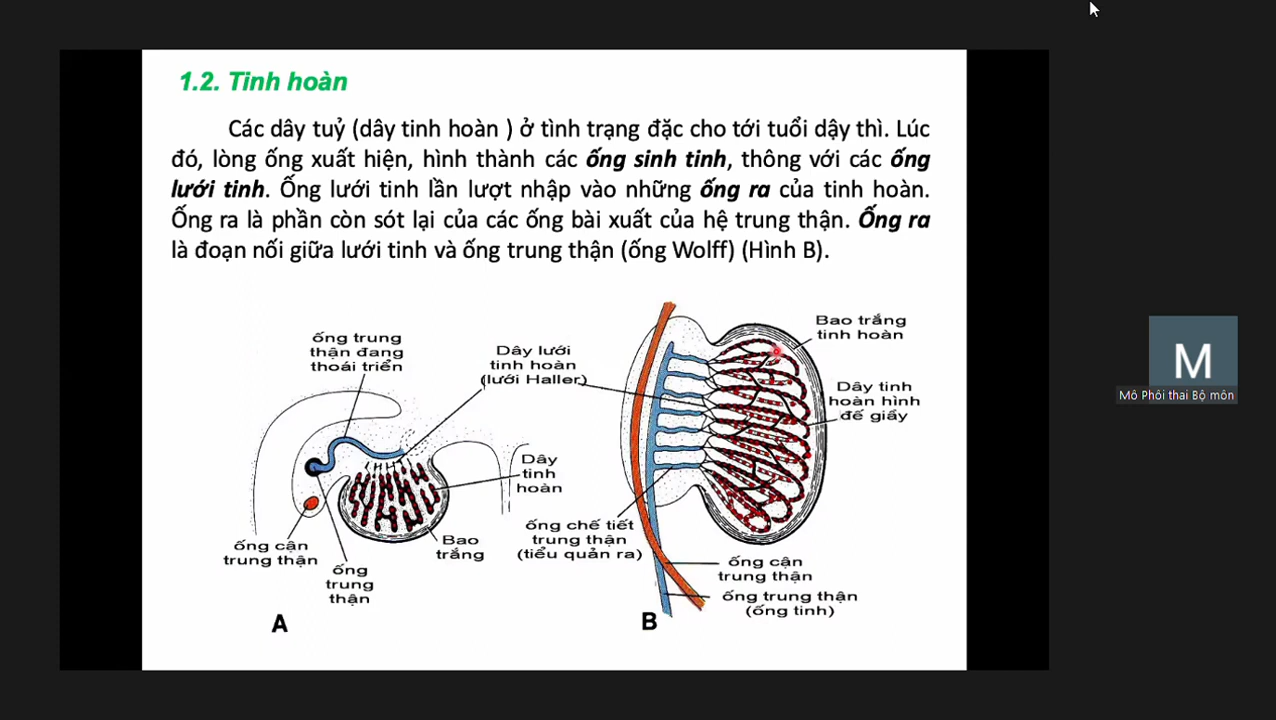 1.2. Tinh hoàn
Các dây tuỷ (dây tinh hoàn ) ở tình trạng đặc cho tới tuổi dậy thì. Lúc
đó, lòng ống xuất hiện, hình thành các ống sinh tinh, thông với các ống
lưới tinh. Ống lưới tinh lần lượt nhập vào những ống ra của tinh hoàn.
Ống ra là phần còn sót lại của các ống bài xuất của hệ trung thận. Ống ra
là đoạn nối giữa lưới tinh và ống trung thận (ống Wolff) (Hình B).
ống trung
thận đang
thoái triển
Dây lưới
tinh hoàn
(lưới Haller)
Dây
tinh
hoàn
ống cận
trung thận
ống
trung
thận
Bao
trắng
A
Bao trắng
tinh hoàn
Dây tinh
hoàn hình
đế giầy
ống chế tiết
trung thận
(tiểu quản ra)
ống cận
trung thận
ống trung thận
(ống tinh)
B
M
Mô Phôi thai Bộ môn